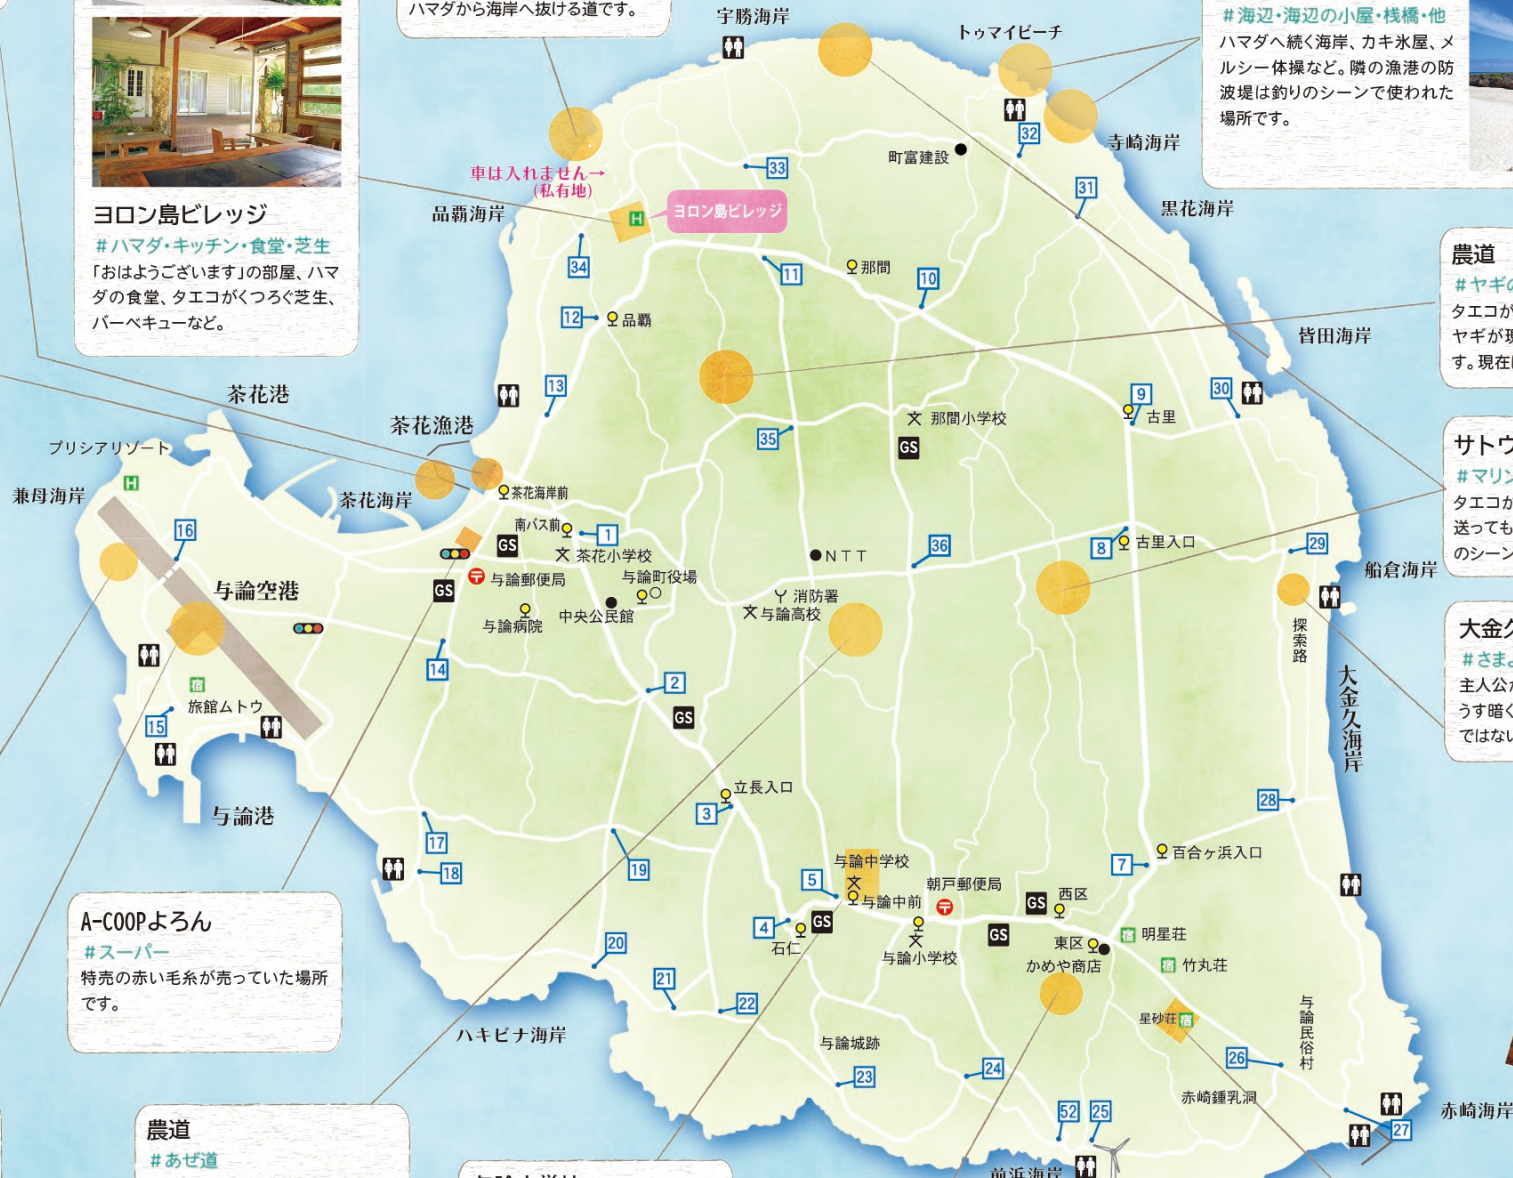 ハマダから海岸へ抜ける道です。
ヨロン島ビレッジ
#ハマダ・キッチン・食堂・芝生
「おはようございます」の部屋、ハマ
ダの食堂、タエコがくつろぐ芝生、
バーベキューなど。
#海辺・海辺の小屋・桟橋・他
ハマダへ続く海岸、カキ氷屋、メ
ルシー体操など。隣の漁港の防
波堤は釣りのシーンで使われた
場所です。
宇勝海岸
トゥマイビーチ
寺崎海岸
黒花海岸
皆田海岸
船倉海岸
大金久海岸
赤崎海岸
前浜海岸
ハキビナ海岸
与論港
兼母海岸
茶花港
茶花漁港
茶花海岸
品覇海岸
車は入れません→
(私有地)
ヨロン島ビレッジ
H
町富建設
32
33
31
34
11
那間
10
12
品覇
13
9
古里
30
35
那間小学校
GS
プリシアリゾート
H
16
茶花海岸前
南バス前
1
GS
茶花小学校
与論郵便局
GS
与論町役場
中央公民館
与論病院
与論空港
NTT
消防署
与論高校
36
8
古里入口
29
探索路
14
2
GS
宿
旅館ムトウ
15
立長入口
3
28
17
18
19
7
百合ヶ浜入口
与論中学校
5
与論中前
4
GS
石仁
朝戸郵便局
与論小学校
GS
GS
西区
東区
かめや商店
宿
明星荘
宿
竹丸荘
星砂荘
宿
与論民俗村
20
21
22
与論城跡
23
24
26
赤崎鍾乳洞
52
25
27
農道
#ヤギの
タエコが
ヤギが現
す。現在
サトウ
#マリン
タエコが
送っても
のシーン
大金久
#さまよ
主人公が
うす暗く
ではない
A-COOPよろん
#スーパー
特売の赤い毛糸が売っていた場所
です。
農道
#あぜ道